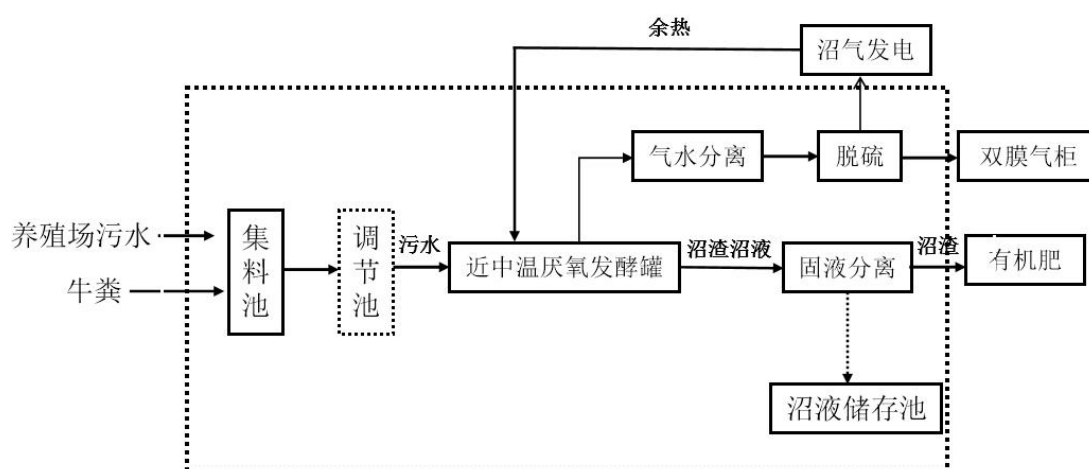 余热
沼气发电
气水分离
脱硫
双膜气柜
养殖场污水
牛粪
集料池
调节池
污水
近中温厌氧发酵罐
沼渣沼液
固液分离
沼渣
有机肥
沼液储存池